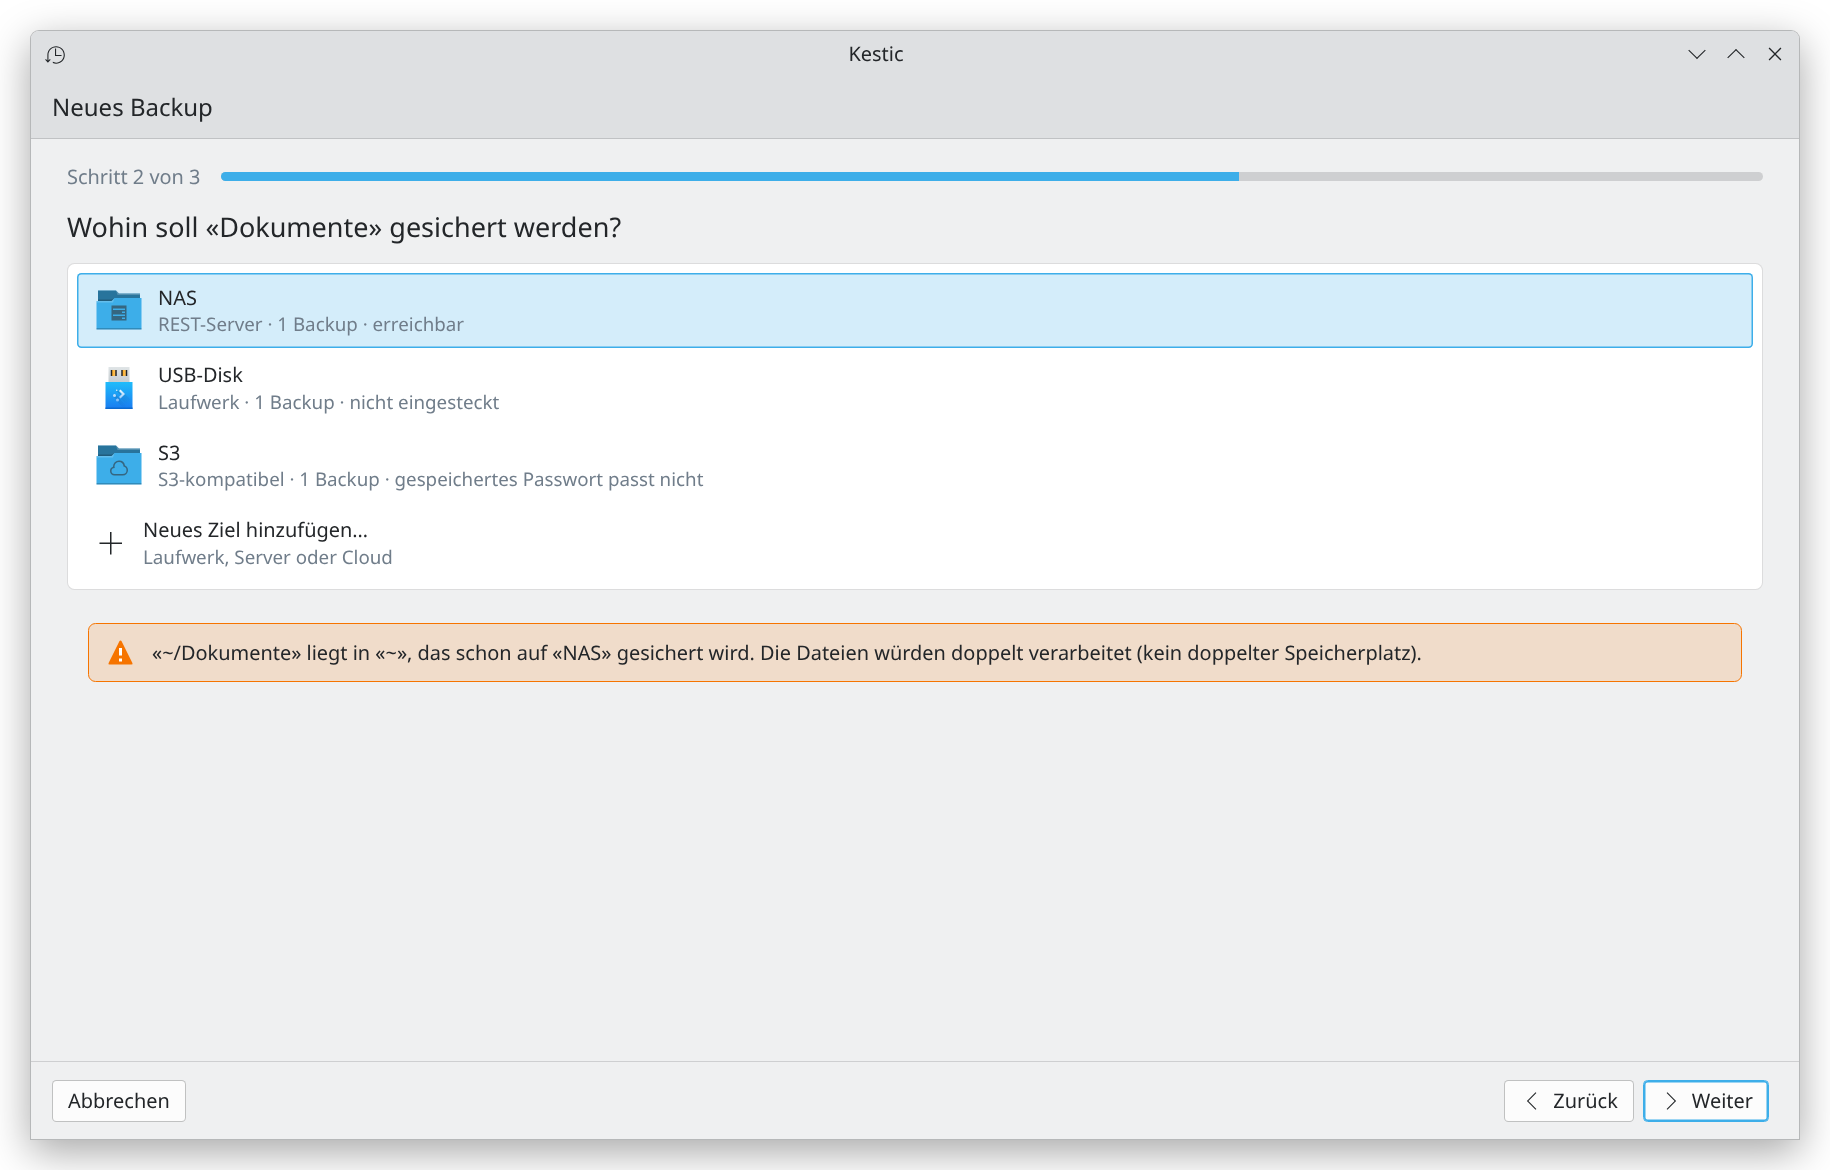 Kestic
Neues Backup
Schritt 2 von 3
Wohin soll «Dokumente» gesichert werden?
NAS
REST-Server · 1 Backup · erreichbar
USB-Disk
Laufwerk · 1 Backup · nicht eingesteckt
S3
S3-kompatibel · 1 Backup · gespeichertes Passwort passt nicht
Neues Ziel hinzufügen...
Laufwerk, Server oder Cloud
«~/Dokumente» liegt in «~», das schon auf «NAS» gesichert wird. Die Dateien würden doppelt verarbeitet (kein doppelter Speicherplatz).
Abbrechen
Zurück
Weiter